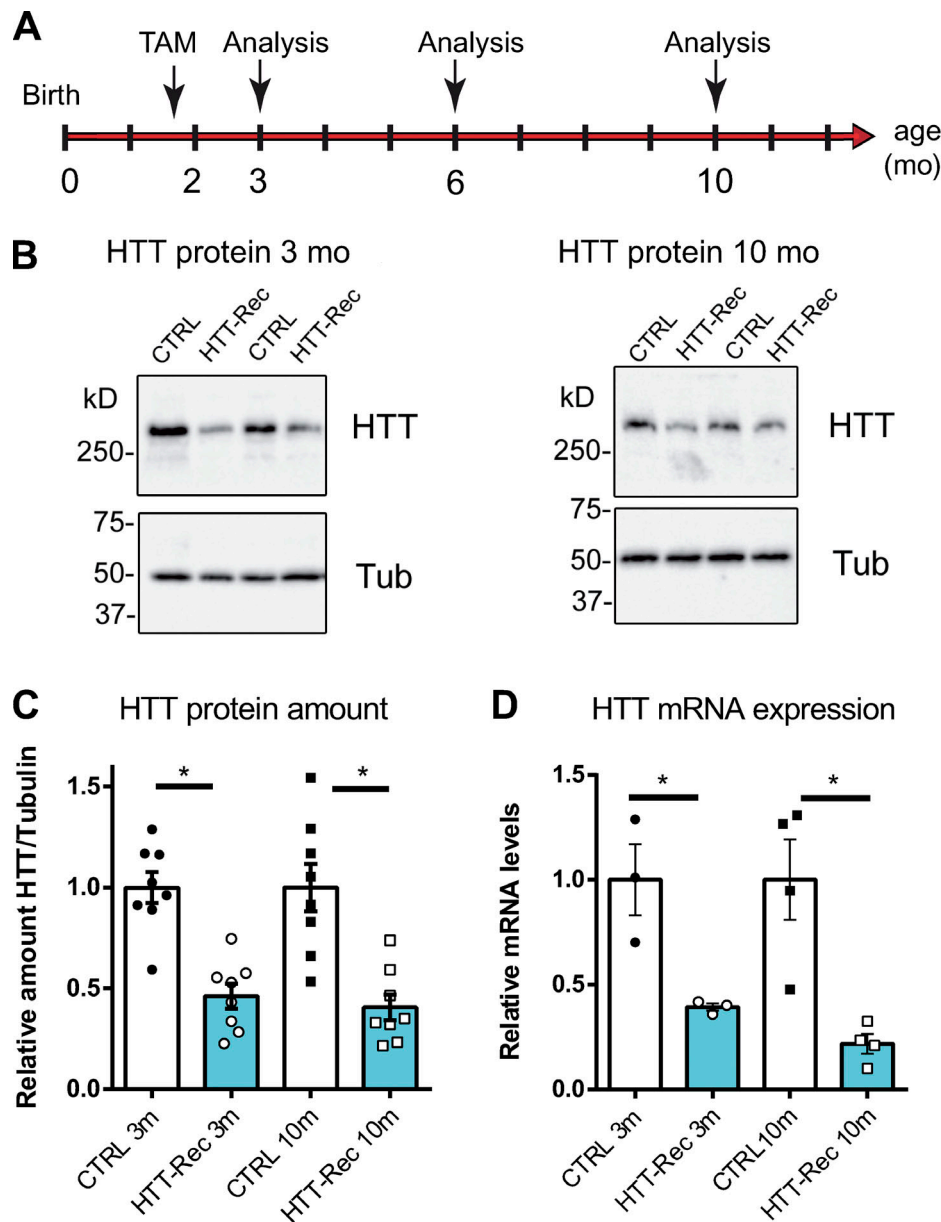 A
TAM Analysis Analysis Analysis
Birth
age
(mo)
0 2 3 6 10
B
HTT protein 3 mo
CTRL HTT-Rec CTRL HTT-Rec
kD
HTT
250-
75-
50-
Tub
37-
HTT protein 10 mo
CTRL HTT-Rec CTRL HTT-Rec
kD
HTT
250-
75-
50-
Tub
37-
C
HTT protein amount
Relative amount HTT/Tubulin
1.5
1.0
0.5
0.0
* *
CTRL 3m
HTT-Rec 3m
CTRL 10m
HTT-Rec 10m
D
HTT mRNA expression
Relative mRNA levels
1.5
1.0
0.5
0.0
* *
CTRL 3m
HTT-Rec 3m
CTRL 10m
HTT-Rec 10m